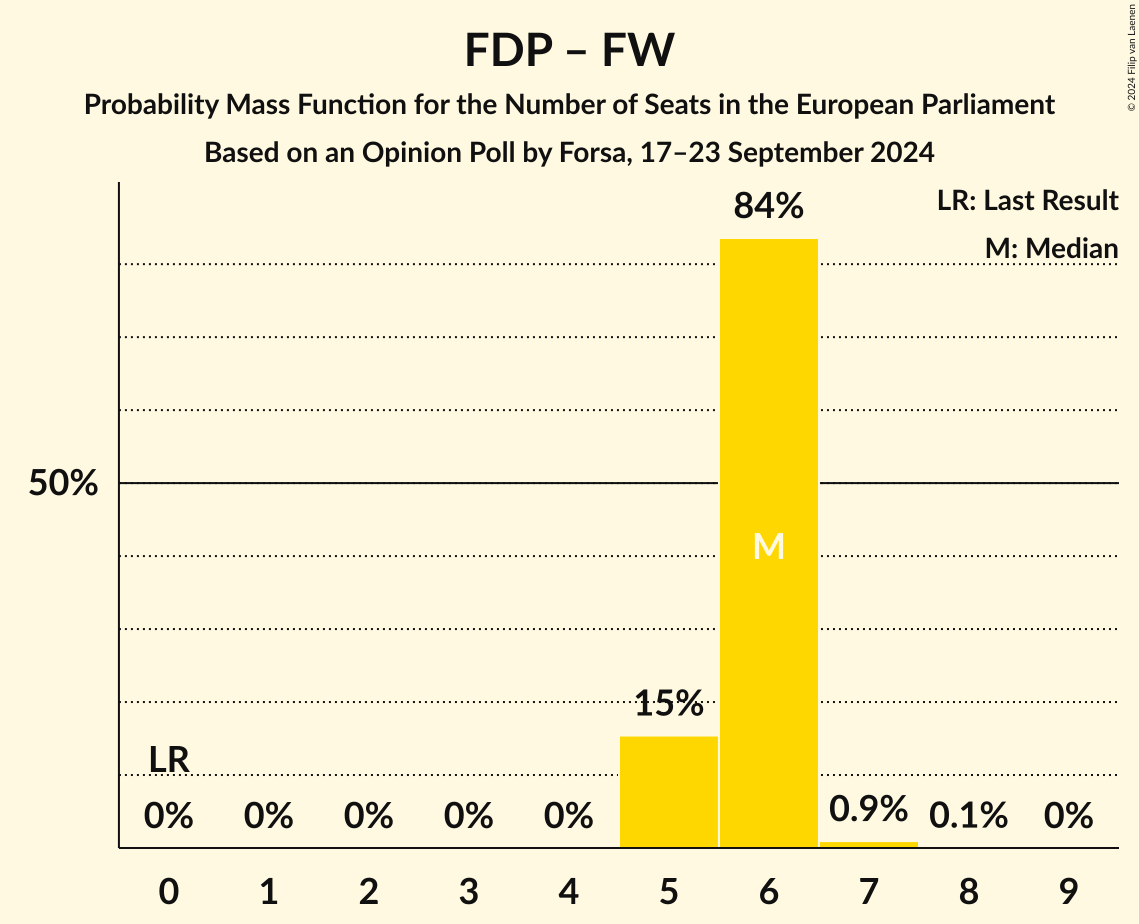 FDP – FW
Probability Mass Function for the Number of Seats in the European Parliament
Based on an Opinion Poll by Forsa, 17–23 September 2024
© 2024 Filip van Laenen
LR: Last Result
M: Median
84%
50%
M
15%
LR
0% 0% 0% 0% 0% 0.9% 0.1% 0%
0 1 2 3 4 5 6 7 8 9